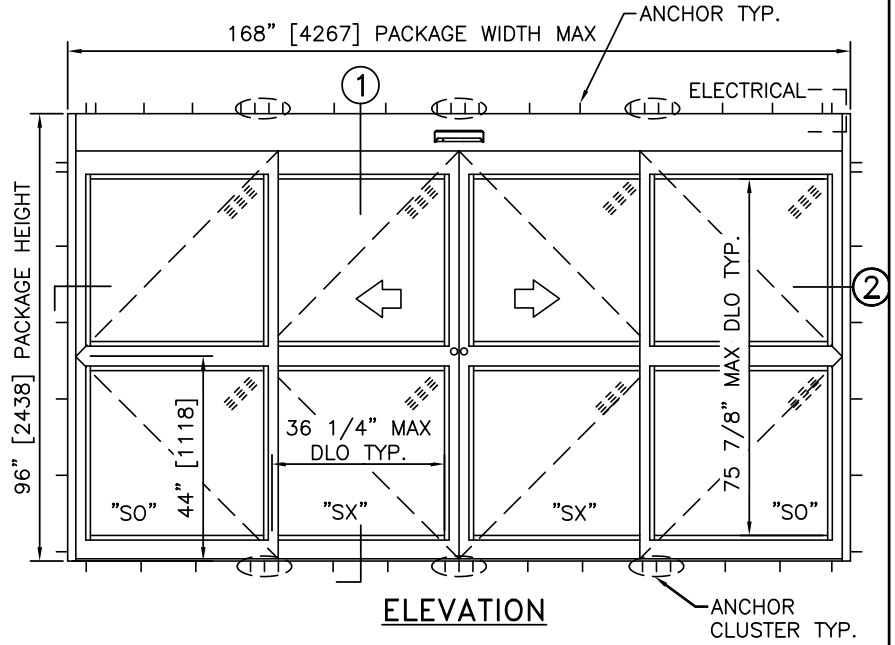 ANCHOR TYP.
168" [4267] PACKAGE WIDTH MAX
1
ELECTRICAL
96" [2438] PACKAGE HEIGHT
2
75 7/8" MAX DLO TYP.
44" [1118]
36 1/4" MAX
DLO TYP.
"SO"
"SX"
"SX"
"SO"
ELEVATION
ANCHOR
CLUSTER TYP.